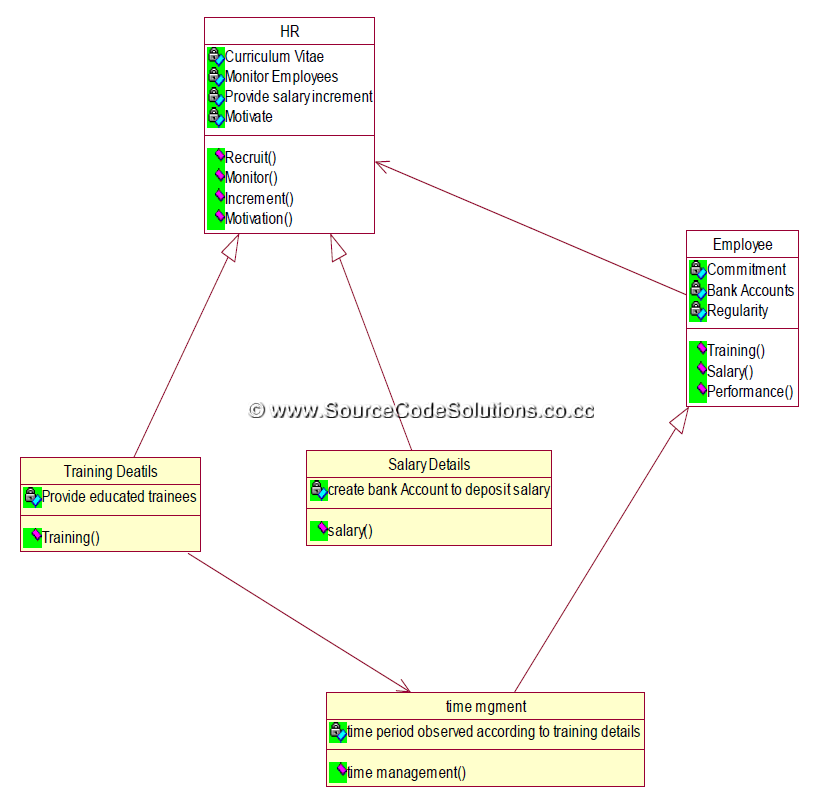 HR
Curriculum Vitae
Monitor Employees
Provide salary increment
Motivate
Recruit()
Monitor()
Increment()
Motivation()
Employee
Commitment
Bank Accounts
Regularity
Training()
Salary()
Performance()
© www.SourceCodeSolutions.co.cc
Training Deatils
Provide educated trainees
Training()
Salary Details
create bank Account to deposit salary
salary()
time mgment
time period observed according to training details
time management()